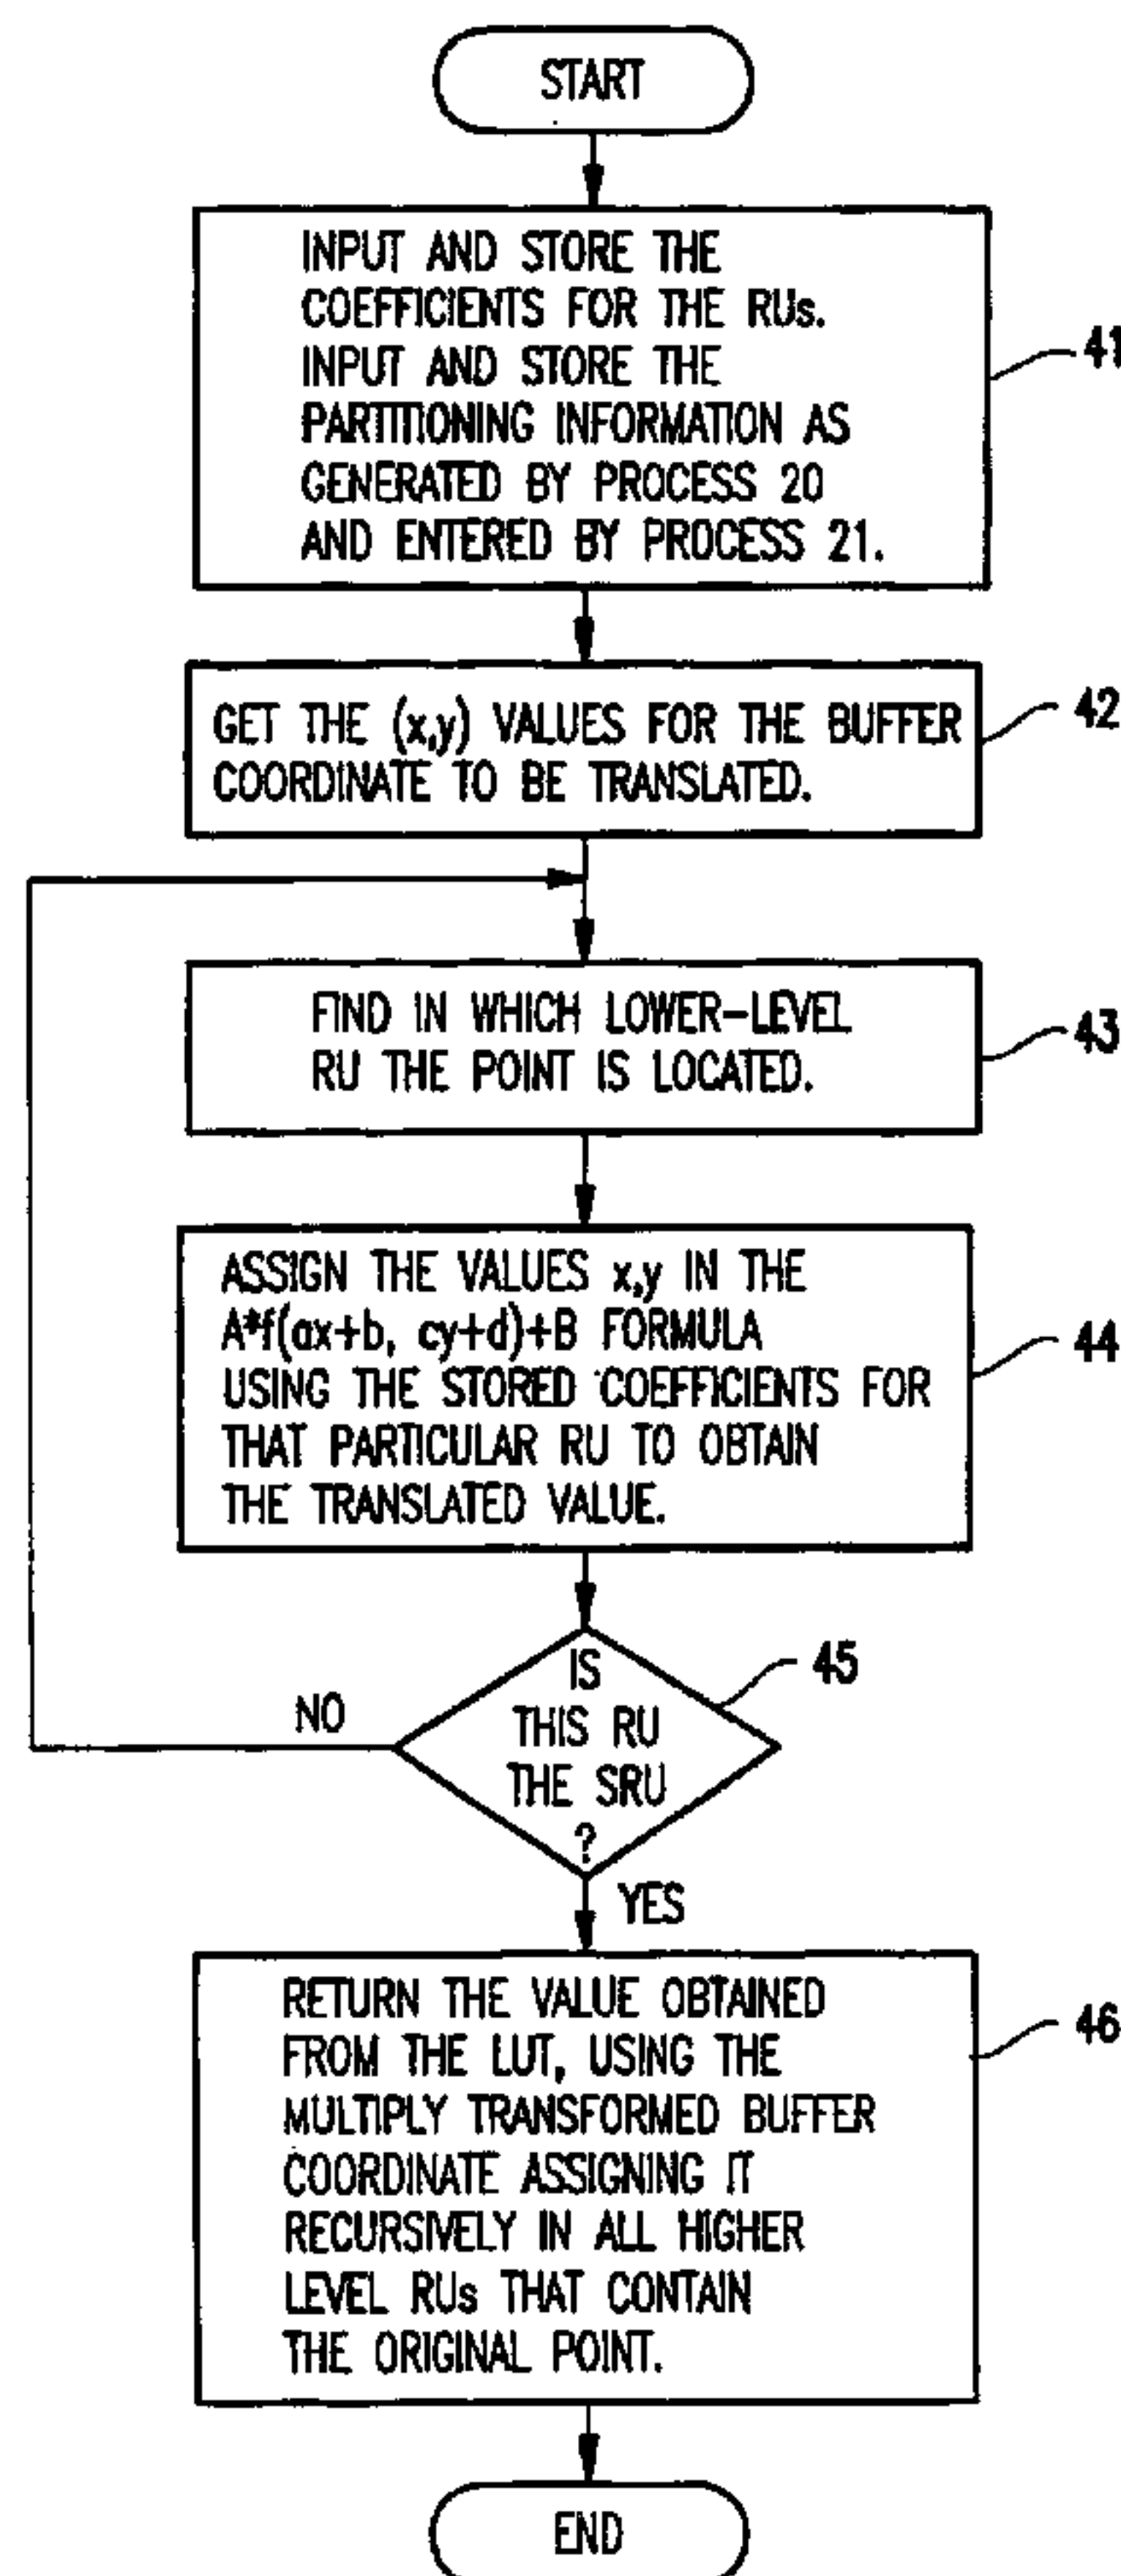 START
INPUT AND STORE THE
COEFFICIENTS FOR THE RUs.
INPUT AND STORE THE
PARTITIONING INFORMATION AS
GENERATED BY PROCESS 20
AND ENTERED BY PROCESS 21.
41
GET THE (x,y) VALUES FOR THE BUFFER
COORDINATE TO BE TRANSLATED.
42
FIND IN WHICH LOWER-LEVEL
RU THE POINT IS LOCATED.
43
ASSIGN THE VALUES x,y IN THE
A*f(ax+b, cy+d)+B FORMULA
USING THE STORED COEFFICIENTS FOR
THAT PARTICULAR RU TO OBTAIN
THE TRANSLATED VALUE.
44
IS
THIS RU
THE SRU
?
45
NO
YES
RETURN THE VALUE OBTAINED
FROM THE LUT, USING THE
MULTIPLY TRANSFORMED BUFFER
COORDINATE ASSIGNING IT
RECURSIVELY IN ALL HIGHER
LEVEL RUs THAT CONTAIN
THE ORIGINAL POINT.
46
END